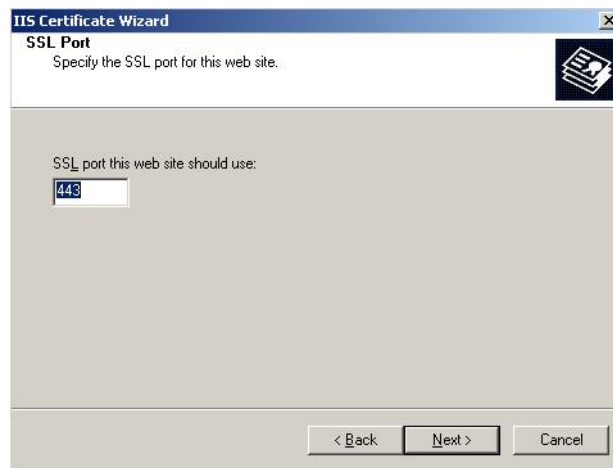 IIS Certificate Wizard
SSL Port
Specify the SSL port for this web site.
SSL port this web site should use:
443
< Back
Next >
Cancel